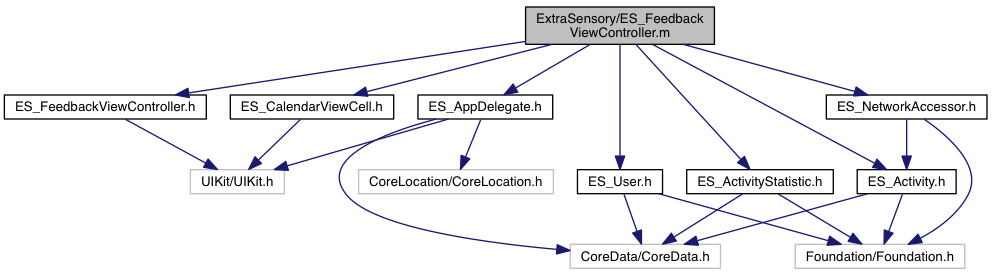 ExtraSensory/ES_Feedback
ViewController.m
ES_FeedbackViewController.h
ES_CalendarViewCell.h
ES_AppDelegate.h
ES_NetworkAccessor.h
UIKit/UIKit.h
CoreLocation/CoreLocation.h
ES_User.h
ES_ActivityStatistic.h
ES_Activity.h
CoreData/CoreData.h
Foundation/Foundation.h